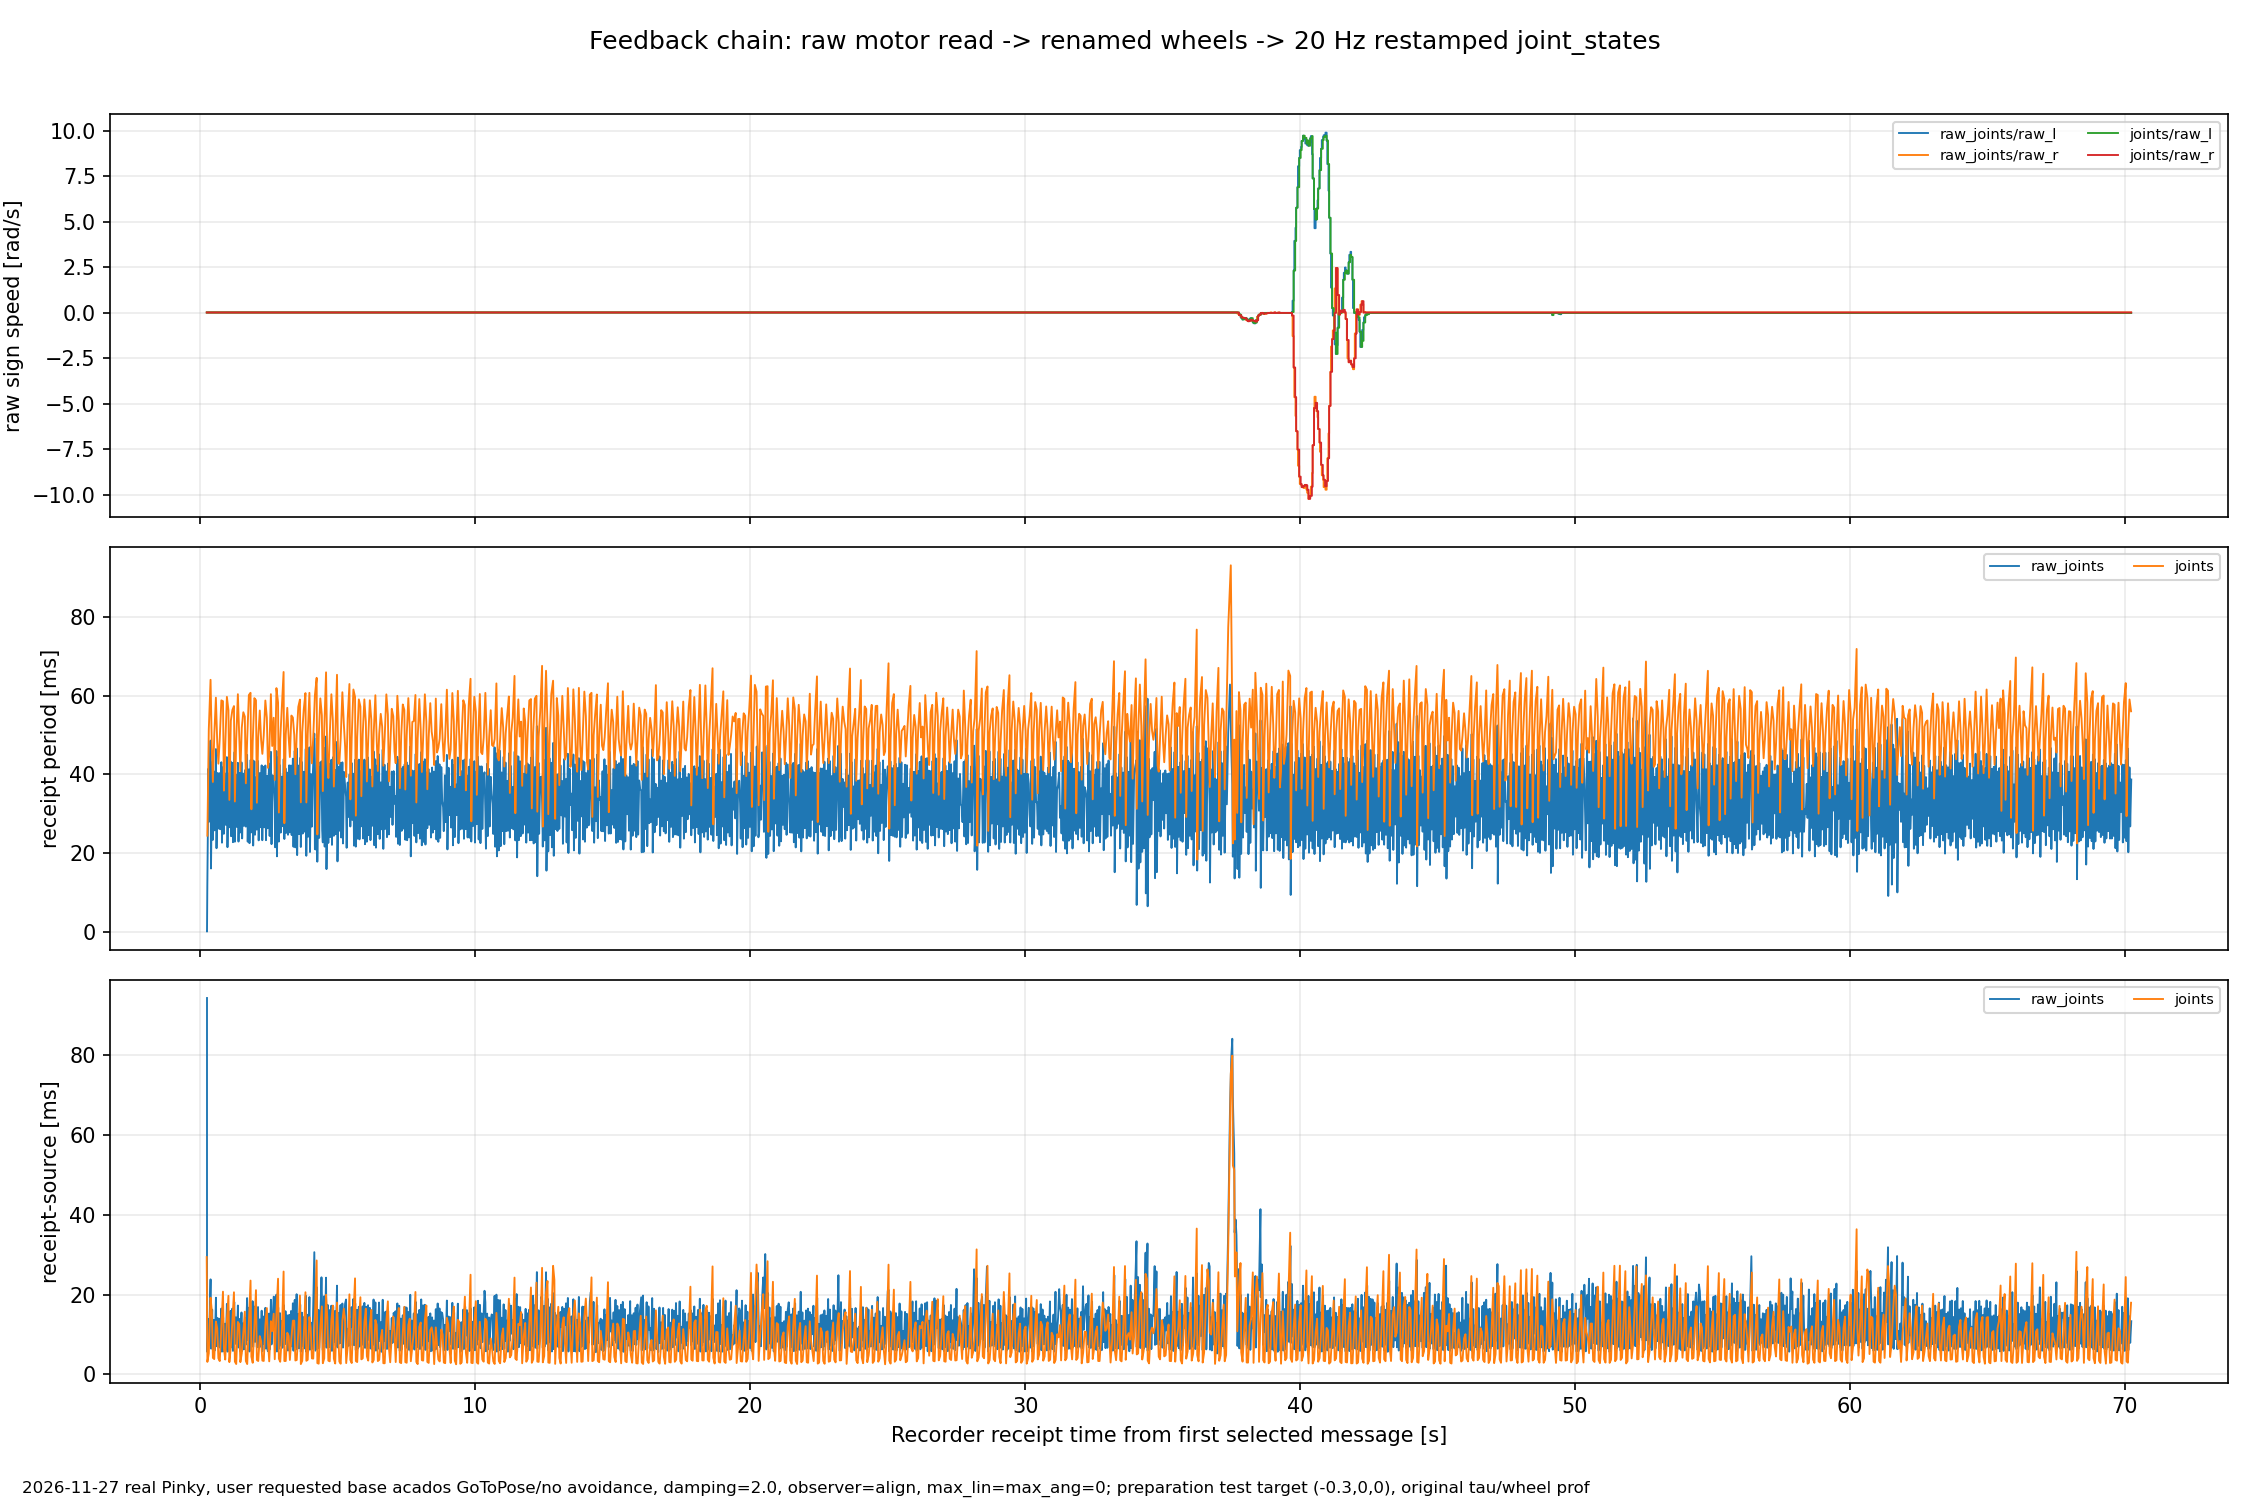 Feedback chain: raw motor read -> renamed wheels -> 20 Hz restamped joint_states
raw sign speed [rad/s]
10.0
7.5
5.0
2.5
0.0
−2.5
−5.0
−7.5
−10.0
raw_joints/raw_l
raw_joints/raw_r
joints/raw_l
joints/raw_r
receipt period [ms]
80
60
40
20
0
raw_joints
joints
receipt-source [ms]
80
60
40
20
0
raw_joints
joints
0 10 20 30 40 50 60 70
Recorder receipt time from first selected message [s]
2026-11-27 real Pinky, user requested base acados GoToPose/no avoidance, damping=2.0, observer=align, max_lin=max_ang=0; preparation test target (-0.3,0,0), original tau/wheel prof